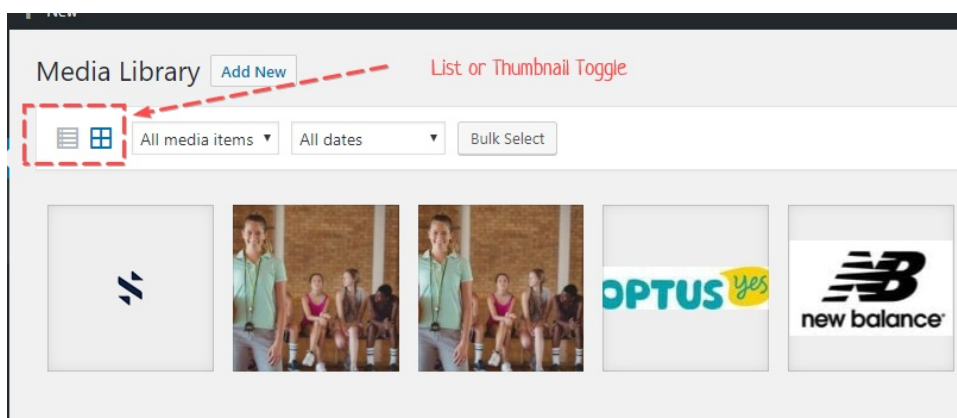 New
Media Library Add New List or Thumbnail Toggle
All media items All dates Bulk Select
OPTUS yes
new balance